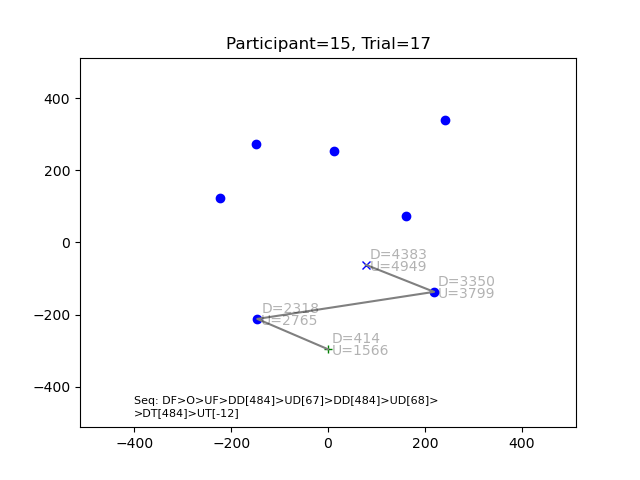 Participant=15, Trial=17
400
200
0
−200
−400
D=4383
U=4949
D=3350
U=3799
D=2318
U=2765
D=414
U=1566
Seq: DF>O>UF>DD[484]>UD[67]>DD[484]>UD[68]>
>DT[484]>UT[-12]
−400
−200
0
200
400